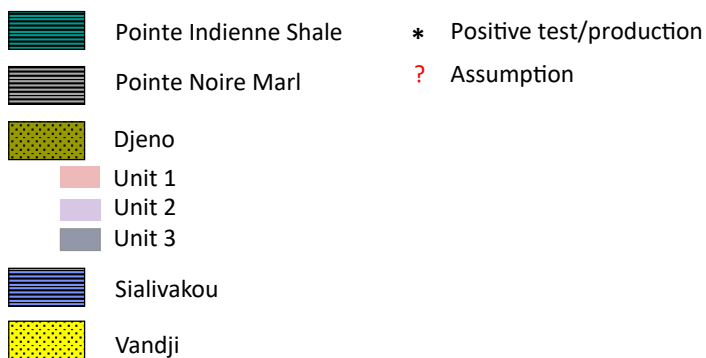 Pointe Indienne Shale
Pointe Noire Marl
Djeno
Unit 1
Unit 2
Unit 3
Sialivakou
Vandji
* Positive test/production
? Assumption